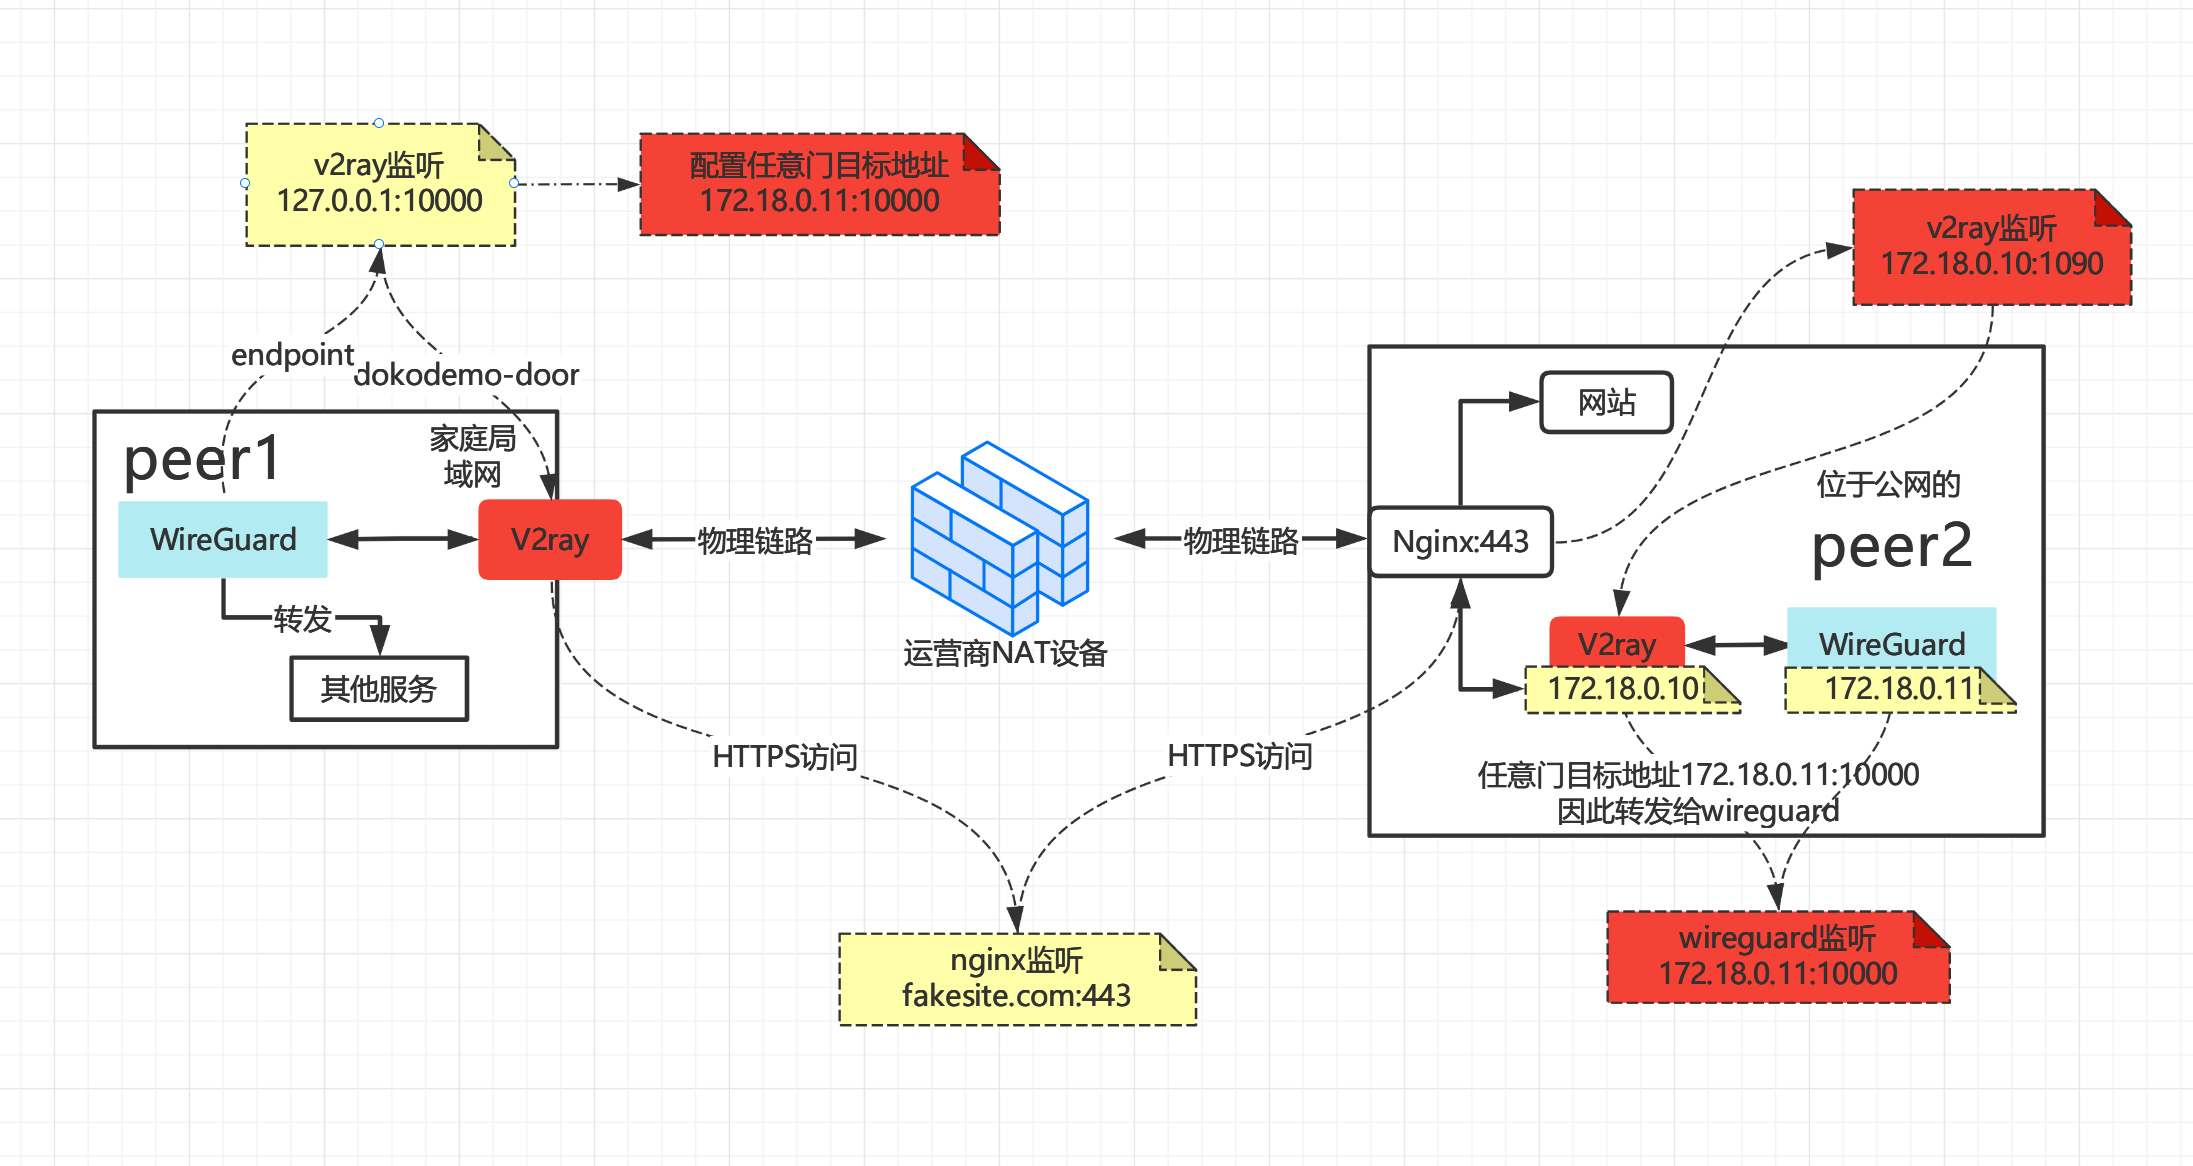 v2ray监听
127.0.0.1:10000
配置任意门目标地址
172.18.0.11:10000
v2ray监听
172.18.0.10:1090
endpoint
dokodemo-door
peer1
家庭局
域网
WireGuard
V2ray
物理链路
转发
其他服务
运营商NAT设备
物理链路
网站
Nginx:443
位于公网的
peer2
V2ray
172.18.0.10
WireGuard
172.18.0.11
任意门目标地址172.18.0.11:10000
因此转发给wireguard
HTTPS访问
HTTPS访问
nginx监听
fakesite.com:443
wireguard监听
172.18.0.11:10000